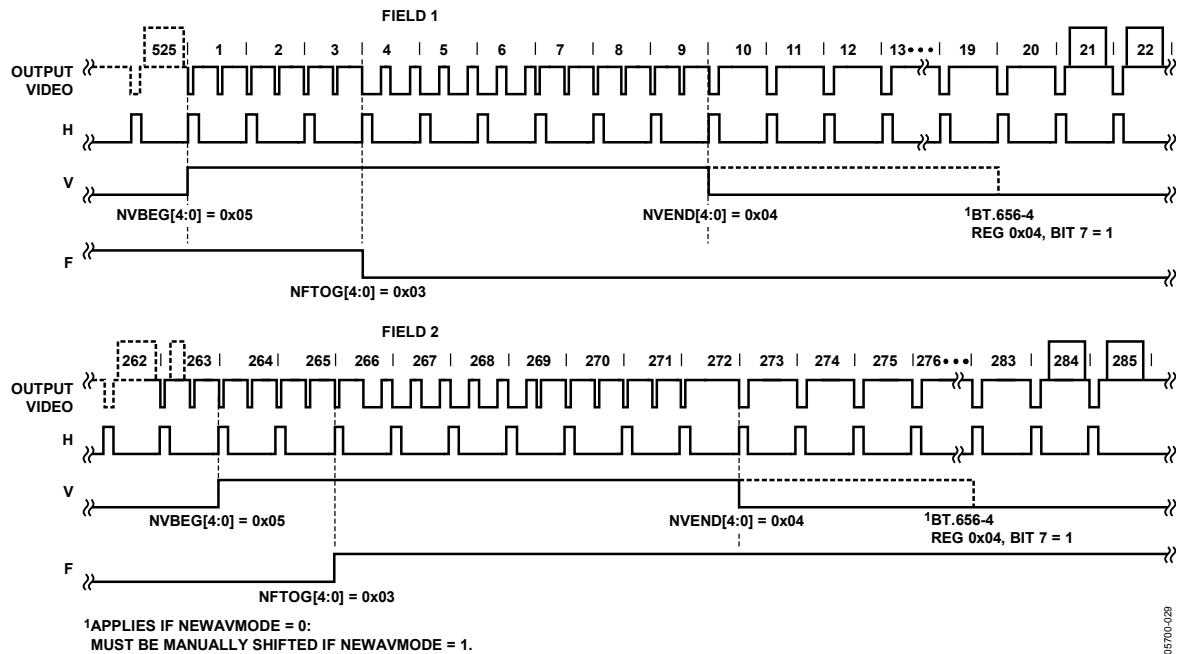 FIELD 1
525 1 2 3 4 5 6 7 8 9 10 11 12 13••• 19 20 21 22
OUTPUT
VIDEO
H
V
NVBEG[4:0] = 0x05
NVEND[4:0] = 0x04
1BT.656-4
REG 0x04, BIT 7 = 1
F
NFTOG[4:0] = 0x03
FIELD 2
262 263 264 265 266 267 268 269 270 271 272 273 274 275 276••• 283 284 285
OUTPUT
VIDEO
H
V
NVBEG[4:0] = 0x05
NVEND[4:0] = 0x04
1BT.656-4
REG 0x04, BIT 7 = 1
F
NFTOG[4:0] = 0x03
1APPLIES IF NEWAVMODE = 0:
MUST BE MANUALLY SHIFTED IF NEWAVMODE = 1.
05700-029